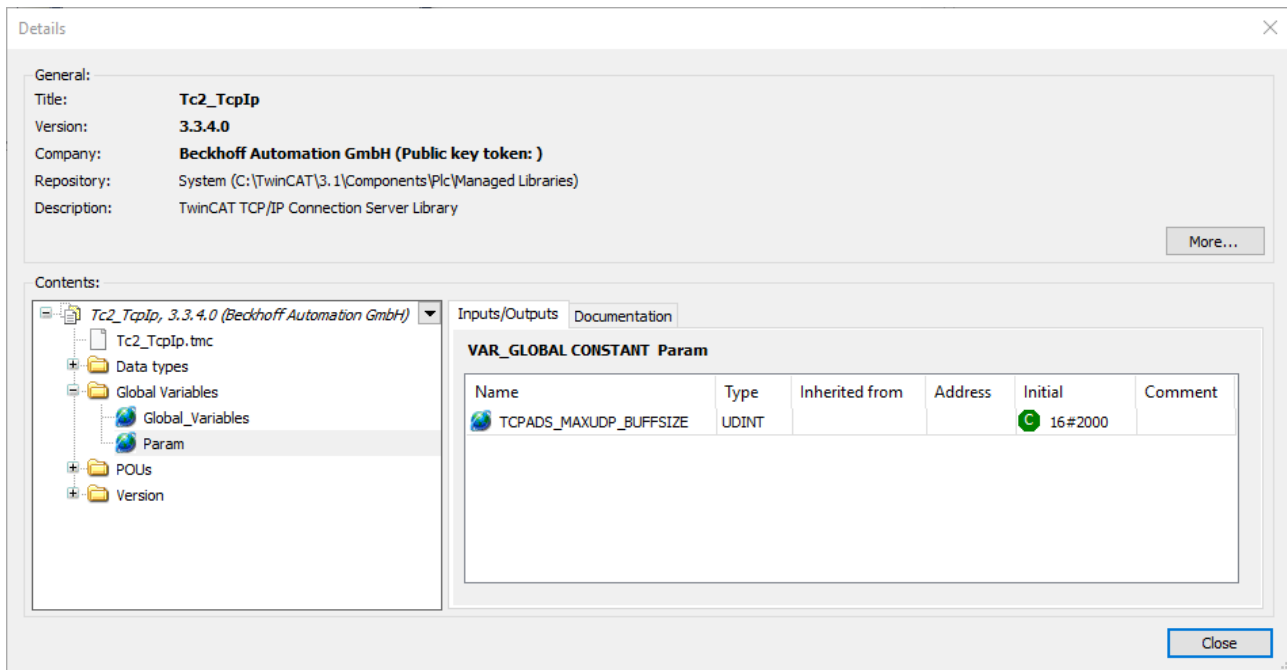 Details
General:
Title: Tc2_TcpIp
Version: 3.3.4.0
Company: Beckhoff Automation GmbH (Public key token: )
Repository: System (C:\TwinCAT\3.1\Components\Plc\Managed Libraries)
Description: TwinCAT TCP/IP Connection Server Library
More...
Contents:
Tc2_TcpIp, 3.3.4.0 (Beckhoff Automation GmbH)
Tc2_TcpIp.tmc
Data types
Global Variables
Global_Variables
Param
POUs
Version
Inputs/Outputs Documentation
VAR_GLOBAL CONSTANT Param
Name Type Inherited from Address Initial Comment
TCPADS_MAXUDP_BUFFSIZE UDINT C 16#2000
Close